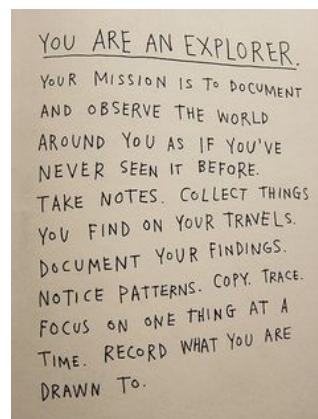 YOU ARE AN EXPLORER.
YOUR MISSION IS TO DOCUMENT
AND OBSERVE THE WORLD
AROUND YOU AS IF YOU'VE
NEVER SEEN IT BEFORE.
TAKE NOTES. COLLECT THINGS
YOU FIND ON YOUR TRAVELS.
DOCUMENT YOUR FINDINGS.
NOTICE PATTERNS. COPY. TRACE.
FOCUS ON ONE THING AT A
TIME. RECORD WHAT YOU ARE
DRAWN TO.